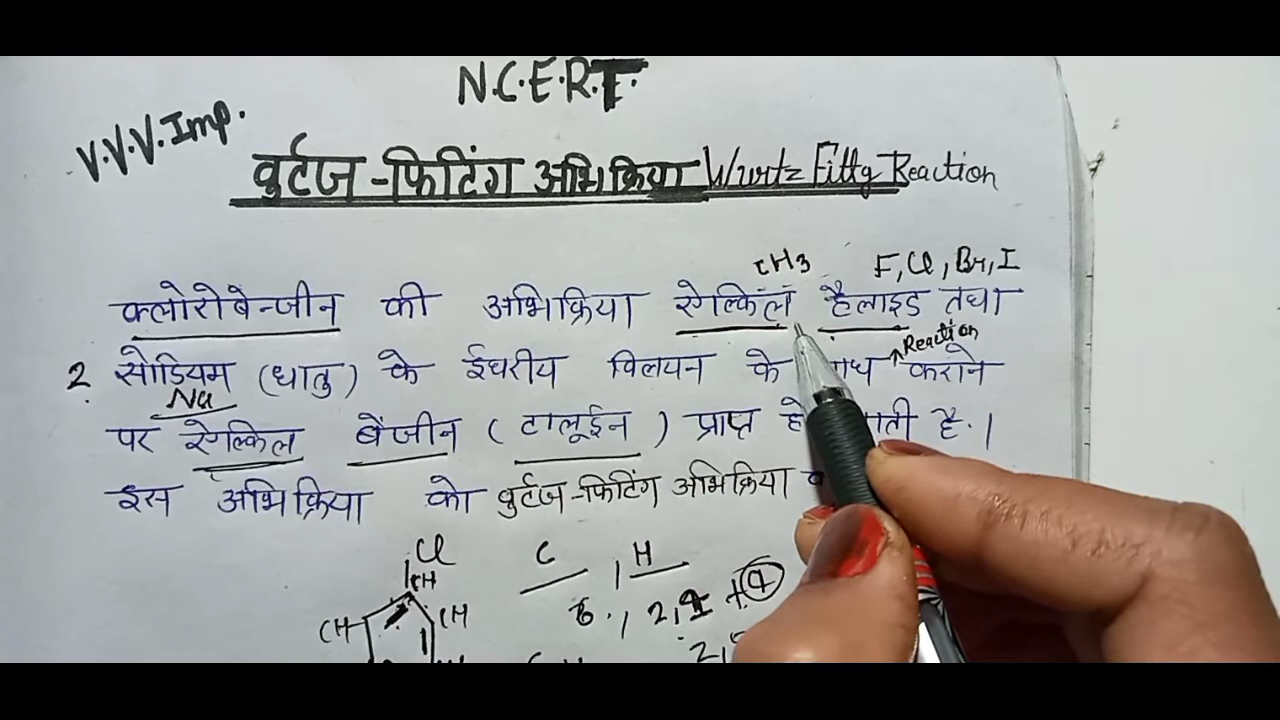 N.C.E.R.T.
V.V.V.Imp.
वुर्टज-फिटिंग अभिक्रिया Wurtz Fittg Reaction
CH3 F, Cl, Br, I
क्लोरोबेन्जीन की अभिक्रिया ऐल्किल हैलाइड तथा
Reaction
2. सोडियम (धातु) के ईथरीय विलयन के कराने
Na
पर ऐल्किल बेंजीन (टालूईन) प्राप्त है।
इस अभिक्रिया को वुर्टज-फिटिंग अभिक्रिया
Cl C, H
CH
CH CH